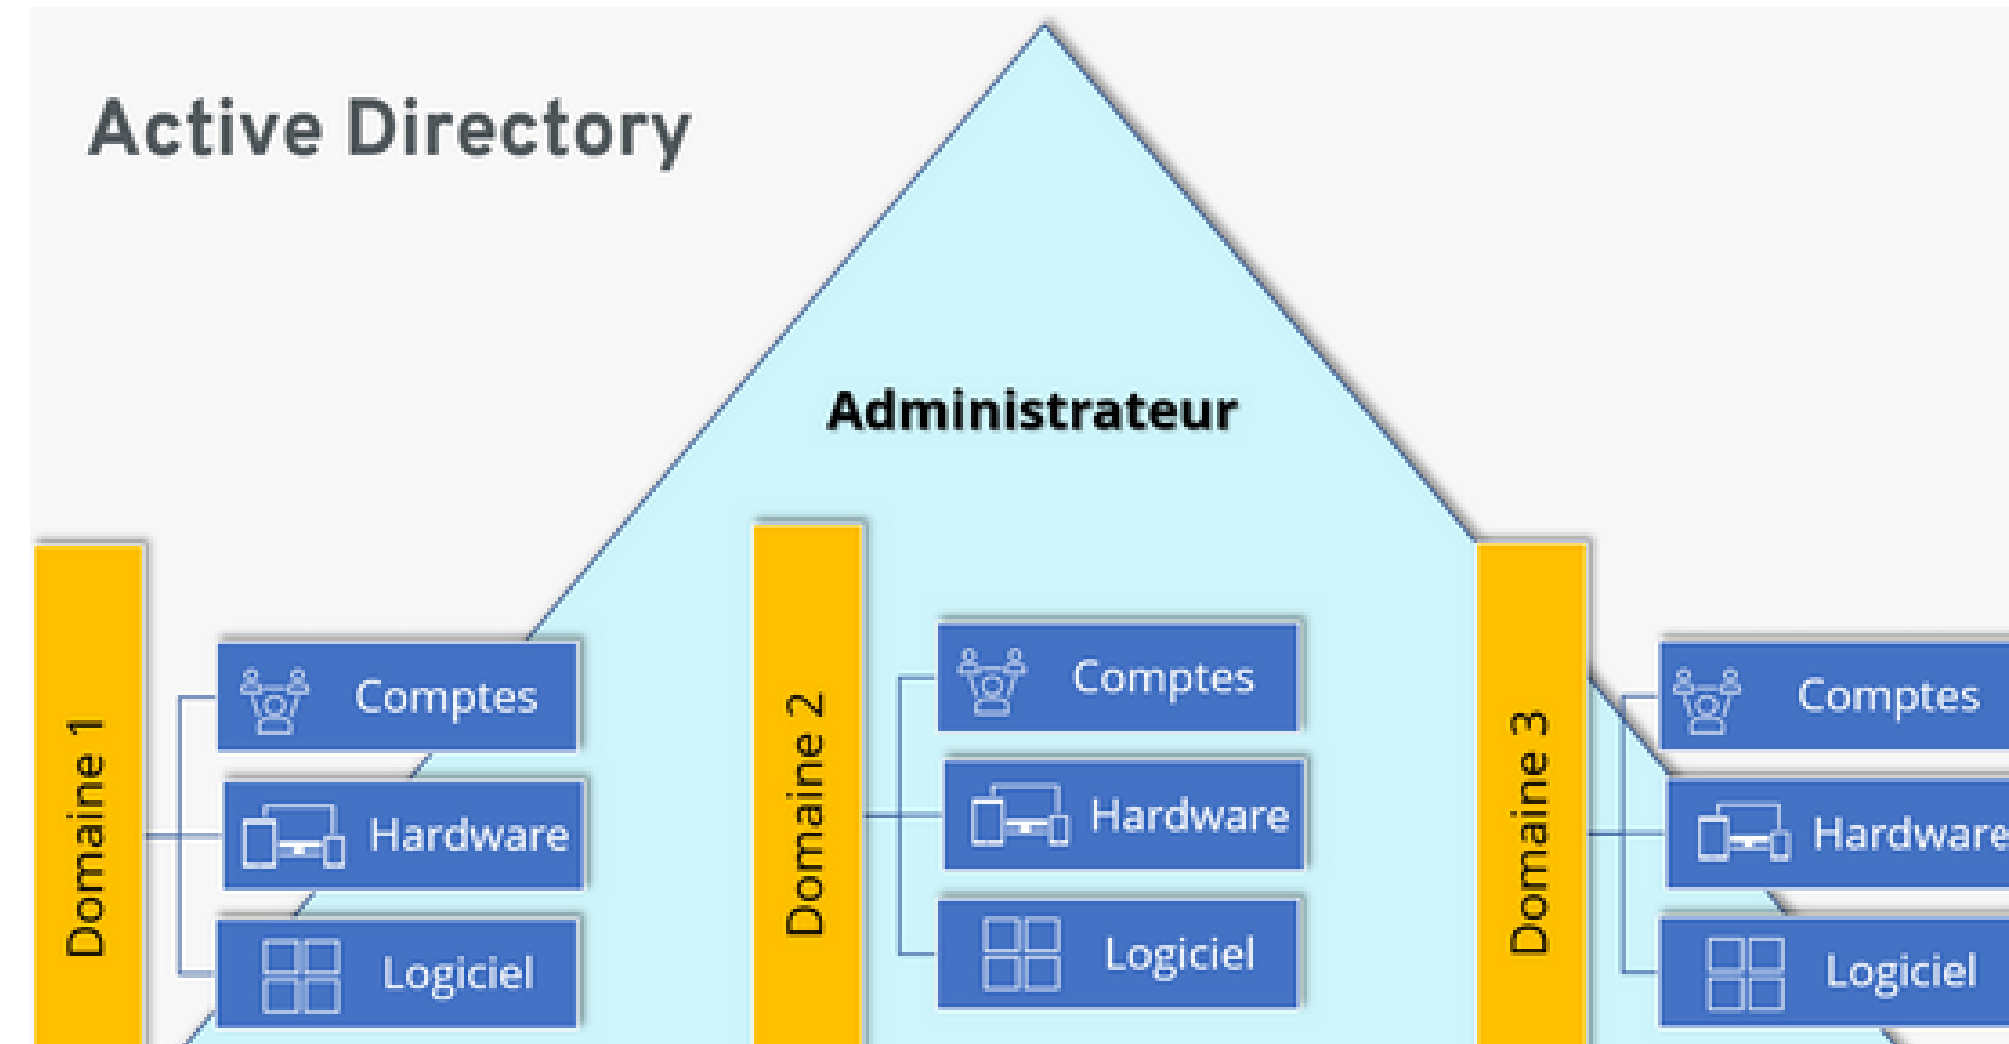 Active Directory
Administrateur
Domaine 1
Comptes
Hardware
Logiciel
Domaine 2
Comptes
Hardware
Logiciel
Domaine 3
Comptes
Hardware
Logiciel